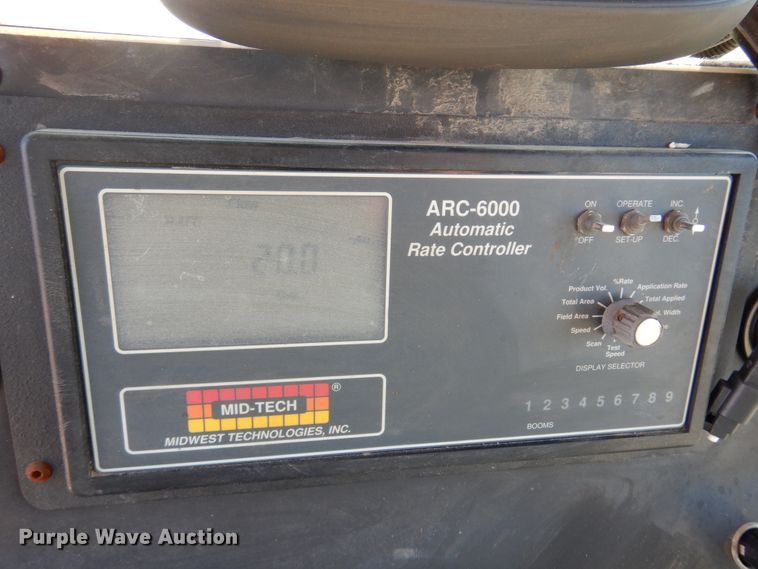 ARC-6000
Automatic
Rate Controller
ON
OFF
OPERATE
SET-UP
INC.
DEC.
%Rate
Product Vol.
Application Rate
Total Area
Total Applied
Field Area
Width
Speed
Scan
Test
Speed
DISPLAY SELECTOR
50.0
MID-TECH
®
MIDWEST TECHNOLOGIES, INC.
1 2 3 4 5 6 7 8 9
BOOMS
Purple Wave Auction